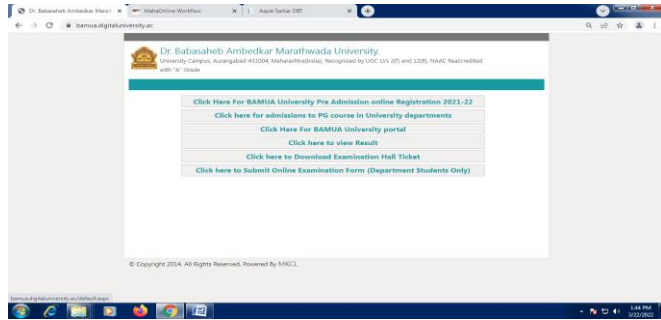 Dr. Babasaheb Ambedkar Marat
MahaOnline Workflow
Aaple Sarkar DBT
bamua.digitaluniversity.ac
Dr. Babasaheb Ambedkar Marathwada University.
University Campus, Aurangabad-431004, Maharashtra(India), Recognized by UGC U/s 2(f) and 12(B), NAAC Reaccredited
with "A" Grade
Click Here For BAMUA University Pre Admission online Registration 2021-22
Click here for admissions to PG course in University departments
Click Here For BAMUA University portal
Click here to view Result
Click here to Download Examination Hall Ticket
Click here to Submit Online Examination Form (Department Students Only)
© Copyright 2014. All Rights Reserved. Powered By MKCL
bamua.digitaluniversity.ac/default.aspx
1:44 PM
3/22/2022